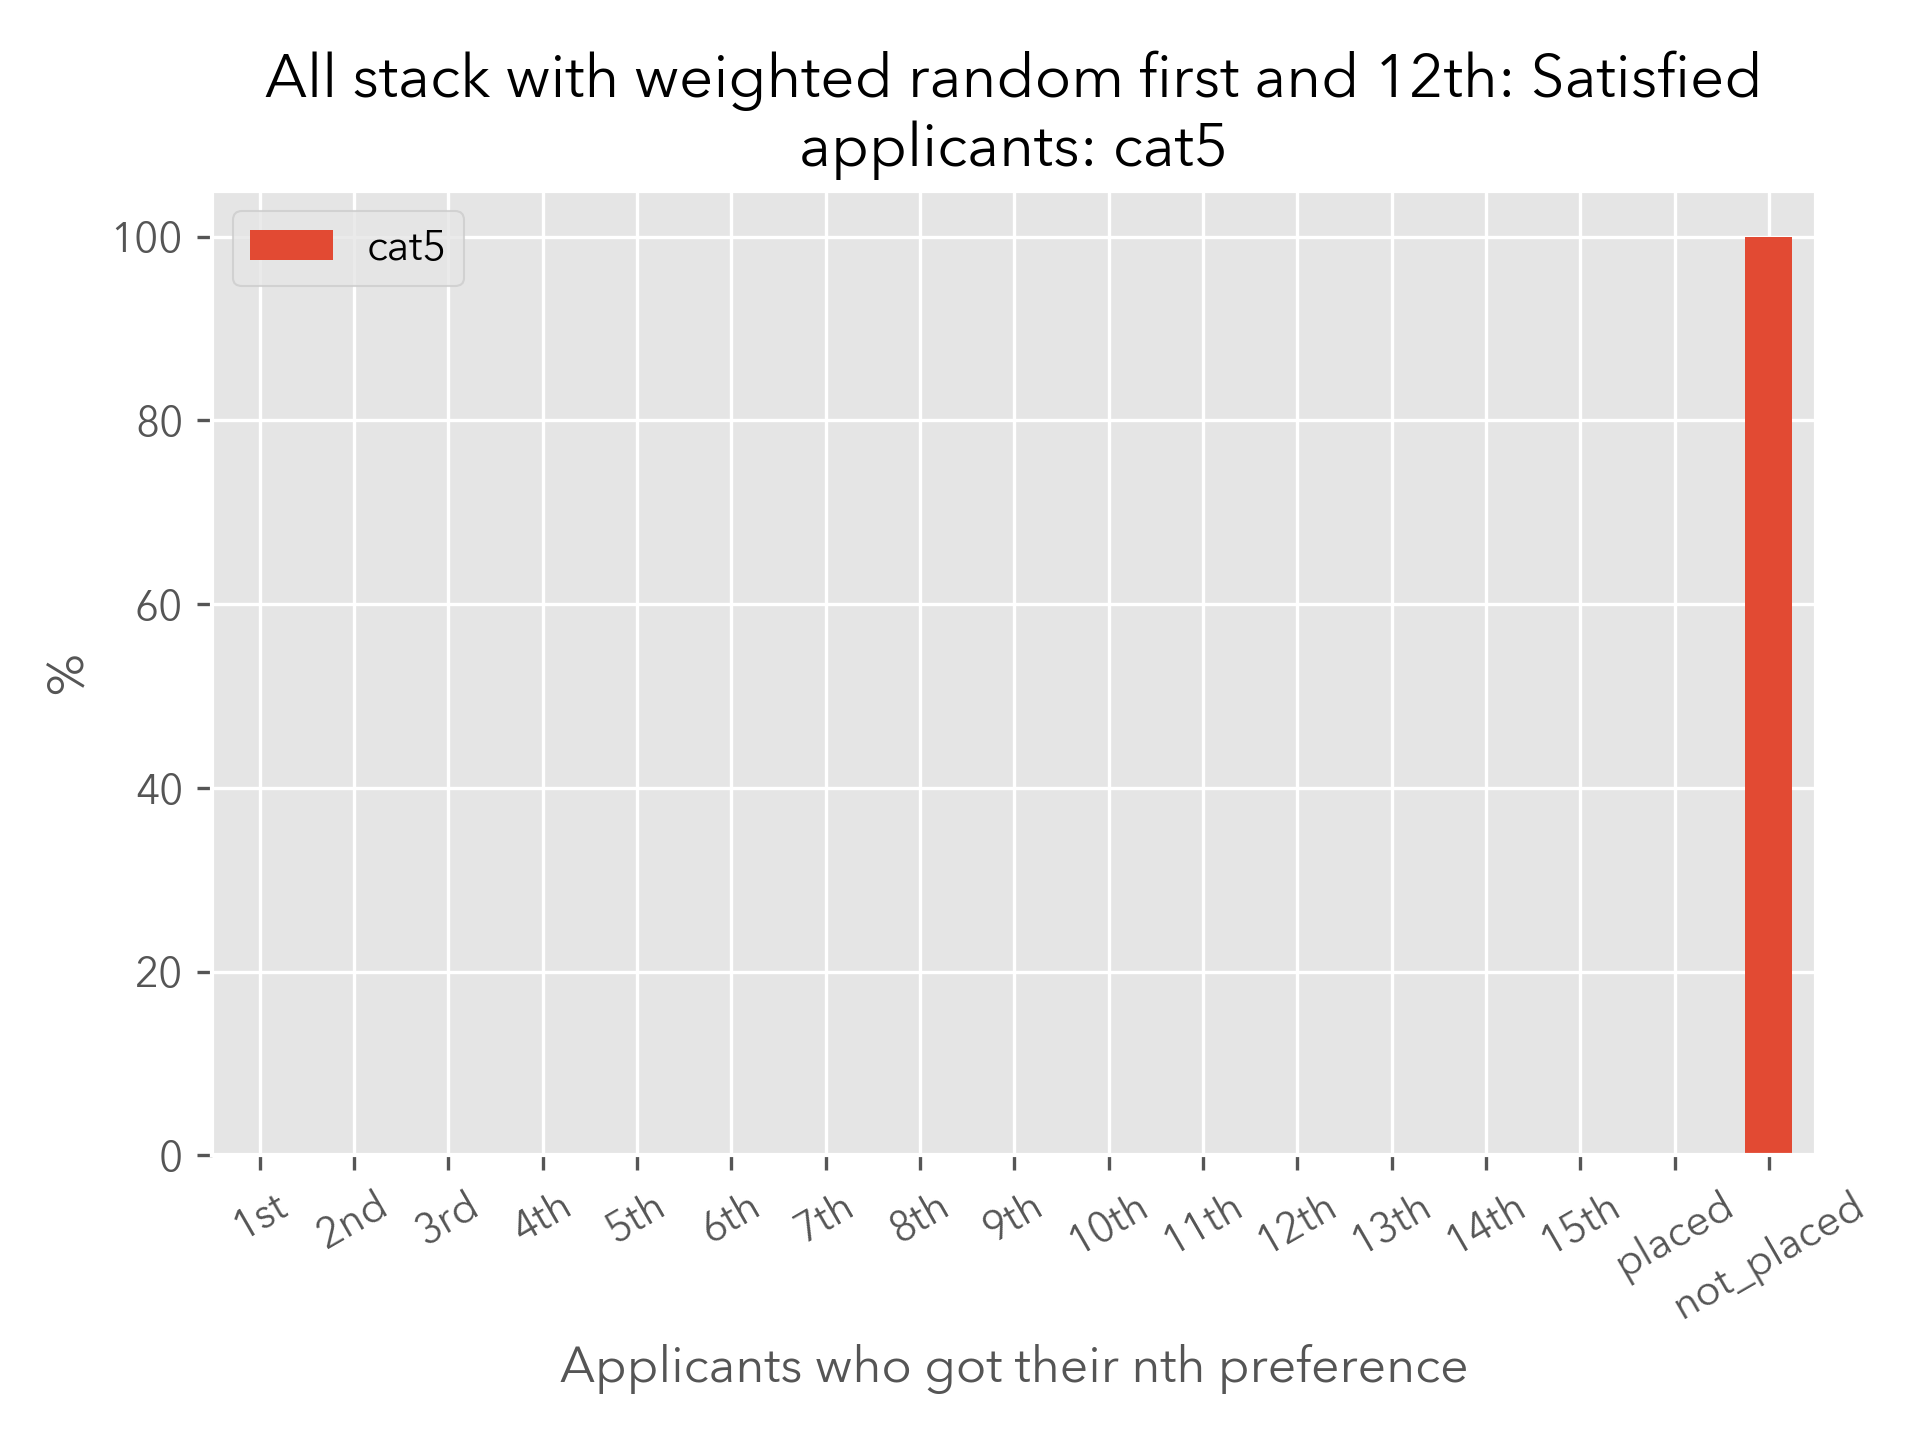 All stack with weighted random first and 12th: Satisfied
applicants: cat5
cat5
100
80
60
40
20
0
%
1st 2nd 3rd 4th 5th 6th 7th 8th 9th 10th 11th 12th 13th 14th 15th placed not_placed
Applicants who got their nth preference